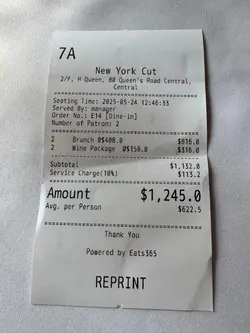 7A
New York Cut
2/F, H Queen, 80 Queen's Road Central,
Central
Seating Time: 2025-05-24 12:46:33
Served By: manager
Order No.: E14 [Dine-in]
Number of Patron: 2
2 Brunch @$408.0 $816.0
2 Wine Package @$158.0 $316.0
Subtotal $1,132.0
Service Charge(10%) $113.2
Amount $1,245.0
Avg. per Person $622.5
Thank You
Powered by Eats365
REPRINT